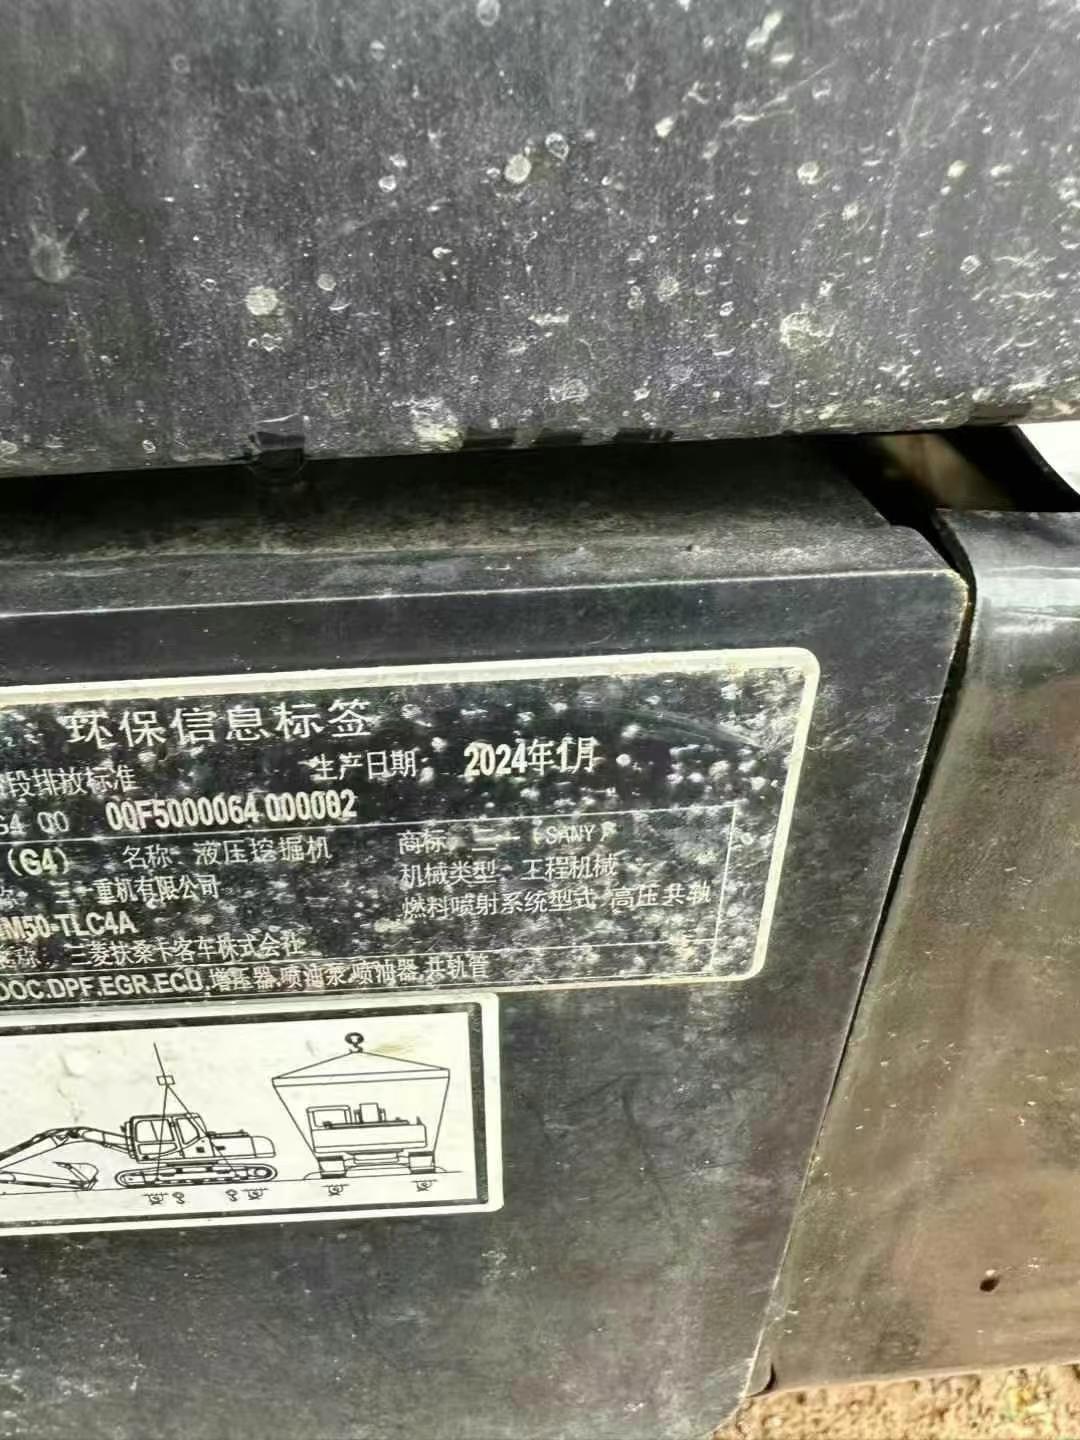 环保信息标签
段排放标准 生产日期: 2024年1月
G4 00 00F5000064 000002
(G4) 名称 液压挖掘机 商标: 三一(SANY)
三一重机有限公司 机械类型 工程机械
M50-TLC4A 燃料喷射系统型式 高压共轨
三菱扶桑卡客车株式会社
DOC.DPF.EGR.ECU.增压器.喷油泵.喷油器.共轨管